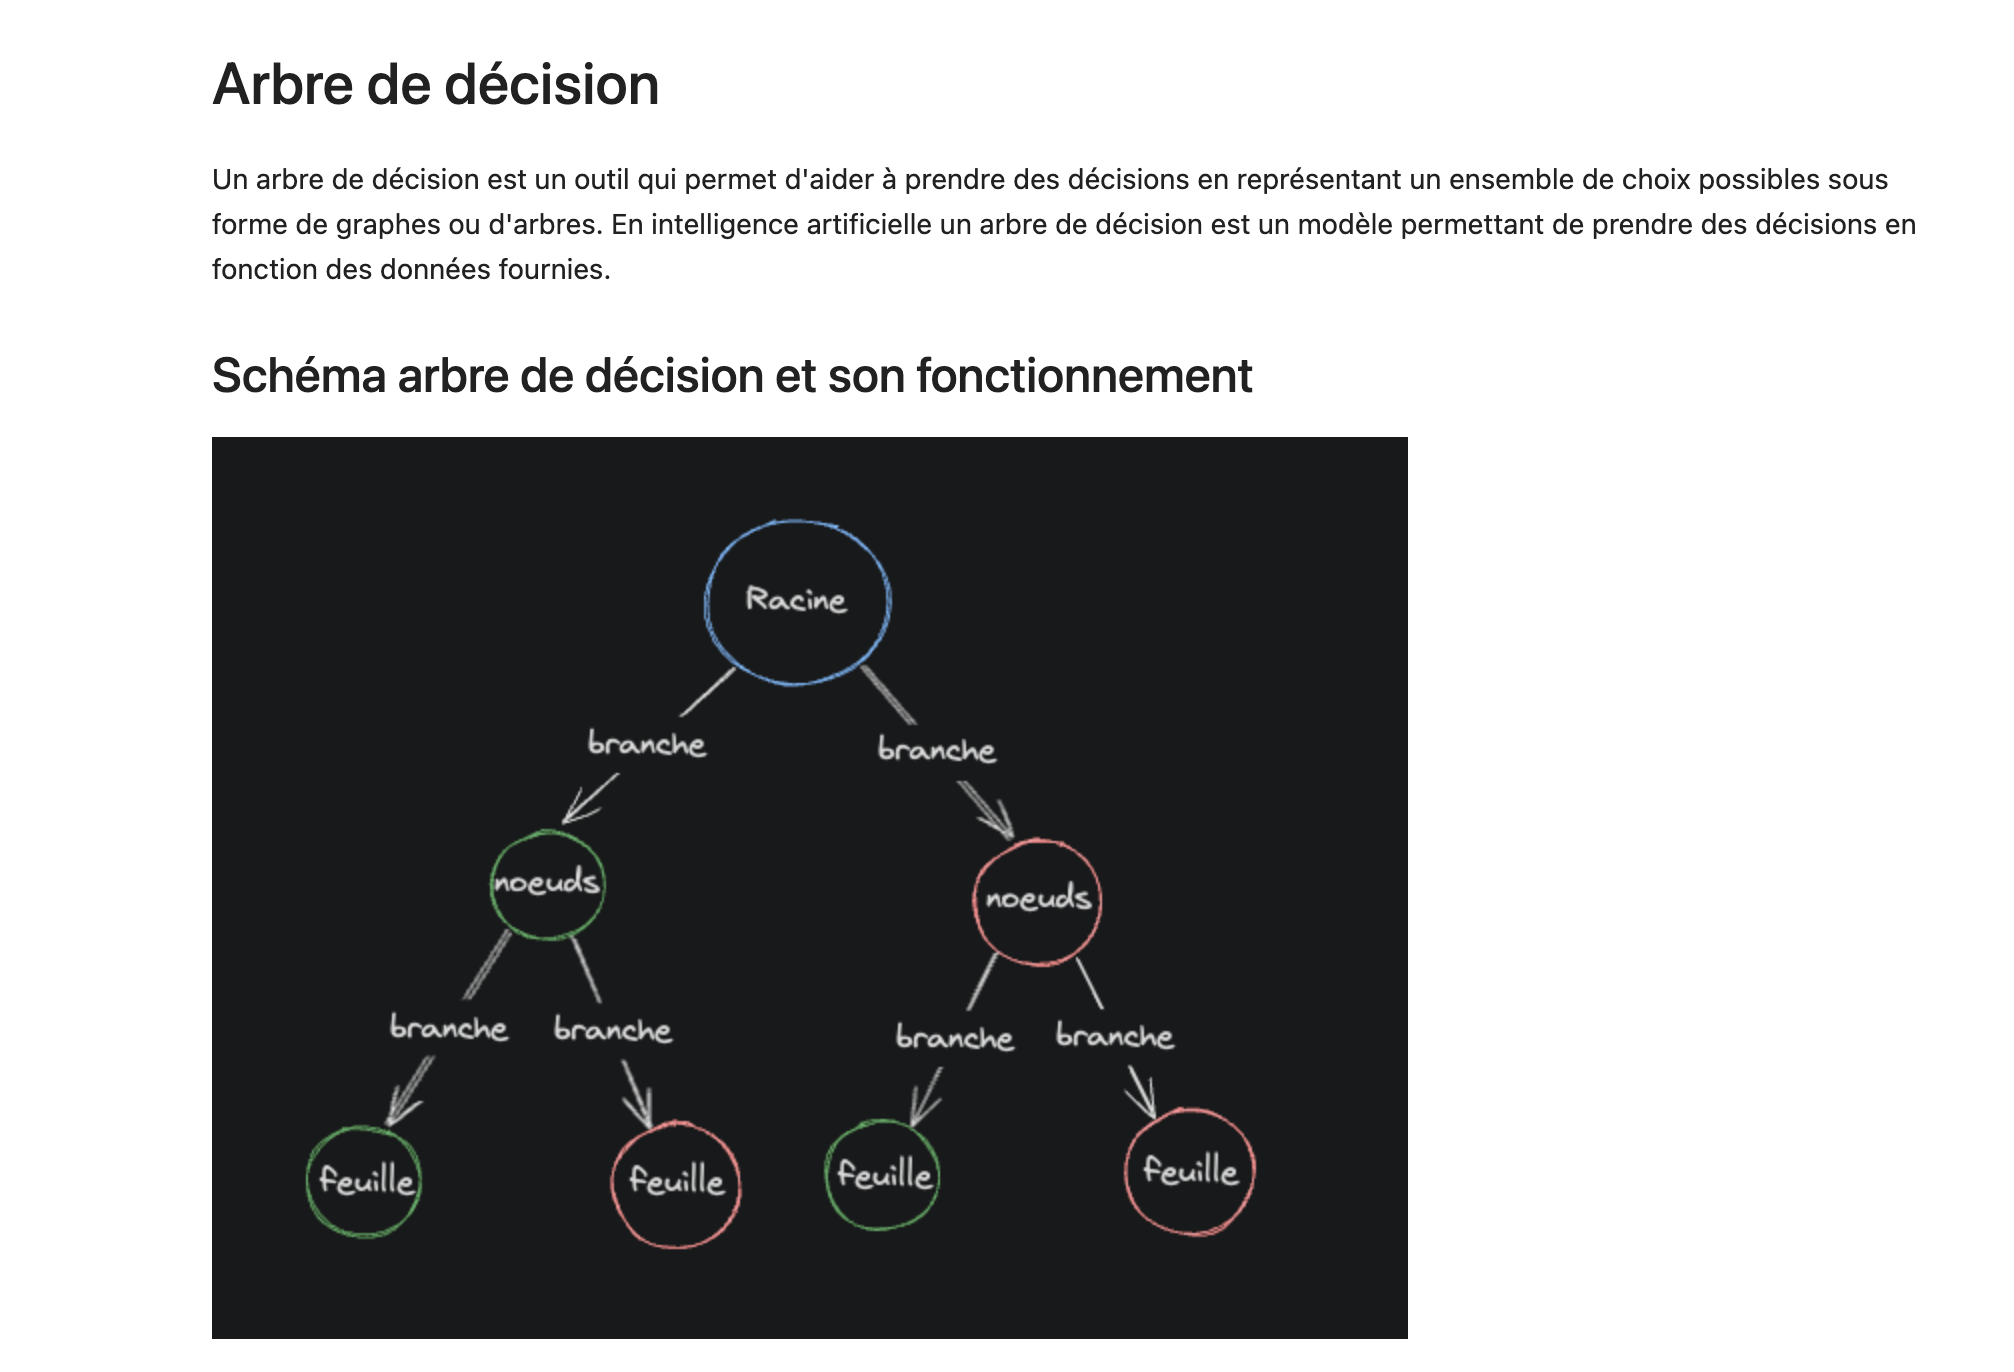 Arbre de décision
Un arbre de décision est un outil qui permet d'aider à prendre des décisions en représentant un ensemble de choix possibles sous
forme de graphes ou d'arbres. En intelligence artificielle un arbre de décision est un modèle permettant de prendre des décisions en
fonction des données fournies.
Schéma arbre de décision et son fonctionnement
Racine
branche
branche
noeuds
noeuds
branche
branche
branche
branche
feuille
feuille
feuille
feuille